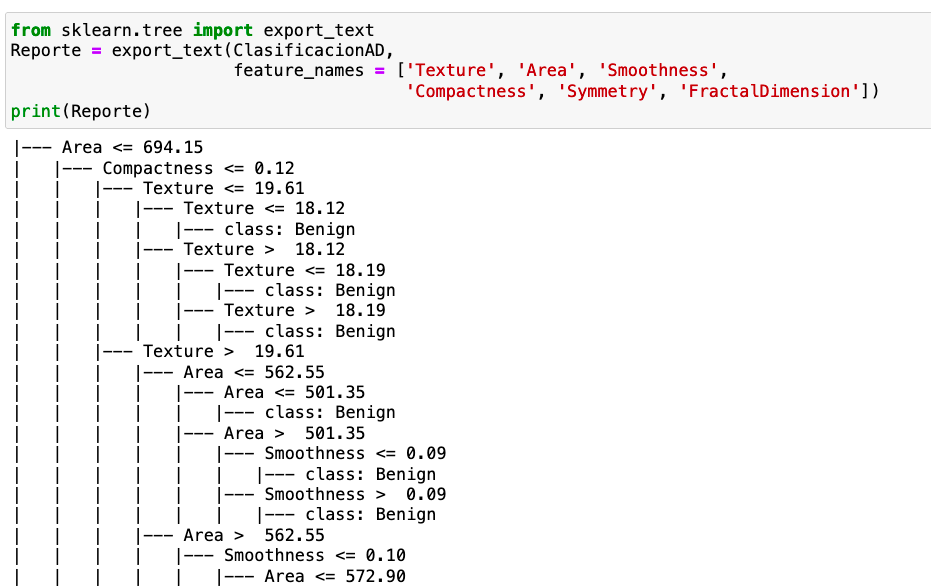 from sklearn.tree import export_text
Reporte = export_text(ClasificacionAD,
                      feature_names = ['Texture', 'Area', 'Smoothness',
                                       'Compactness', 'Symmetry', 'FractalDimension'])
print(Reporte)
|--- Area <= 694.15
|   |--- Compactness <= 0.12
|   |   |--- Texture <= 19.61
|   |   |   |--- Texture <= 18.12
|   |   |   |   |--- class: Benign
|   |   |   |--- Texture >  18.12
|   |   |   |   |--- Texture <= 18.19
|   |   |   |   |   |--- class: Benign
|   |   |   |   |--- Texture >  18.19
|   |   |   |   |   |--- class: Benign
|   |   |--- Texture >  19.61
|   |   |   |--- Area <= 562.55
|   |   |   |   |--- Area <= 501.35
|   |   |   |   |   |--- class: Benign
|   |   |   |   |--- Area >  501.35
|   |   |   |   |   |--- Smoothness <= 0.09
|   |   |   |   |   |   |--- class: Benign
|   |   |   |   |   |--- Smoothness >  0.09
|   |   |   |   |   |   |--- class: Benign
|   |   |   |--- Area >  562.55
|   |   |   |   |--- Smoothness <= 0.10
|   |   |   |   |   |--- Area <= 572.90